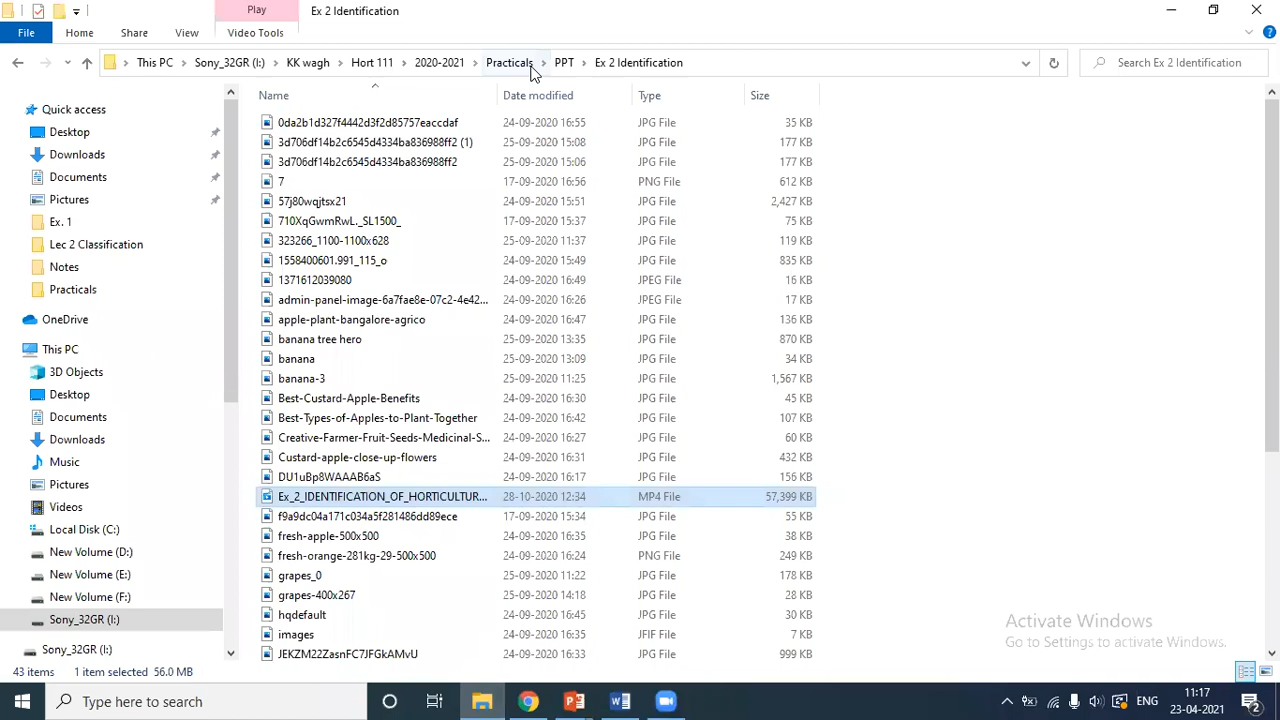 Play
Ex 2 Identification
File
Home
Share
View
Video Tools
This PC
Sony_32GR (I:)
KK wagh
Hort 111
2020-2021
Practicals
PPT
Ex 2 Identification
Search Ex 2 Identification
Name
Date modified
Type
Size
Quick access
Desktop
Downloads
Documents
Pictures
Ex. 1
Lec 2 Classification
Notes
Practicals
OneDrive
This PC
3D Objects
Desktop
Documents
Downloads
Music
Pictures
Videos
Local Disk (C:)
New Volume (D:)
New Volume (E:)
New Volume (F:)
Sony_32GR (I:)
Sony_32GR (I:)
0da2b1d327f4442d3f2d85757eaccdaf 24-09-2020 16:55 JPG File 35 KB
3d706df14b2c6545d4334ba836988ff2 (1) 25-09-2020 15:08 JPG File 177 KB
3d706df14b2c6545d4334ba836988ff2 25-09-2020 15:06 JPG File 177 KB
7 17-09-2020 16:56 PNG File 612 KB
57j80wqjtsx21 24-09-2020 15:51 JPG File 2,427 KB
710XqGwmRwL._SL1500_ 17-09-2020 15:37 JPG File 75 KB
323266_1100-1100x628 25-09-2020 11:37 JPG File 119 KB
1558400601.991_115_o 24-09-2020 15:49 JPG File 835 KB
1371612039080 24-09-2020 16:49 JPEG File 16 KB
admin-panel-image-6a7fae8e-07c2-4e42... 24-09-2020 16:26 JPEG File 17 KB
apple-plant-bangalore-agrico 24-09-2020 16:47 JPG File 136 KB
banana tree hero 25-09-2020 13:35 JPG File 870 KB
banana 25-09-2020 13:09 JPG File 34 KB
banana-3 25-09-2020 11:25 JPG File 1,567 KB
Best-Custard-Apple-Benefits 24-09-2020 16:30 JPG File 45 KB
Best-Types-of-Apples-to-Plant-Together 24-09-2020 16:42 JPG File 107 KB
Creative-Farmer-Fruit-Seeds-Medicinal-S... 24-09-2020 16:27 JPG File 60 KB
Custard-apple-close-up-flowers 24-09-2020 16:31 JPG File 432 KB
DU1uBp8WAAAB6aS 24-09-2020 16:17 JPG File 156 KB
Ex_2_IDENTIFICATION_OF_HORTICULTUR... 28-10-2020 12:34 MP4 File 57,399 KB
f9a9dc04a171c034a5f281486dd89ece 17-09-2020 15:34 JPG File 55 KB
fresh-apple-500x500 24-09-2020 16:35 JPG File 38 KB
fresh-orange-281kg-29-500x500 24-09-2020 16:24 PNG File 249 KB
grapes_0 25-09-2020 11:22 JPG File 178 KB
grapes-400x267 25-09-2020 14:18 JPG File 28 KB
hqdefault 24-09-2020 16:45 JPG File 30 KB
images 24-09-2020 16:35 JFIF File 7 KB
JEKZM22ZasnFC7JFGkAMvU 24-09-2020 16:33 JPG File 999 KB
Activate Windows
Go to Settings to activate Windows.
43 items 1 item selected 56.0 MB
Type here to search
ENG
11:17
23-04-2021
2